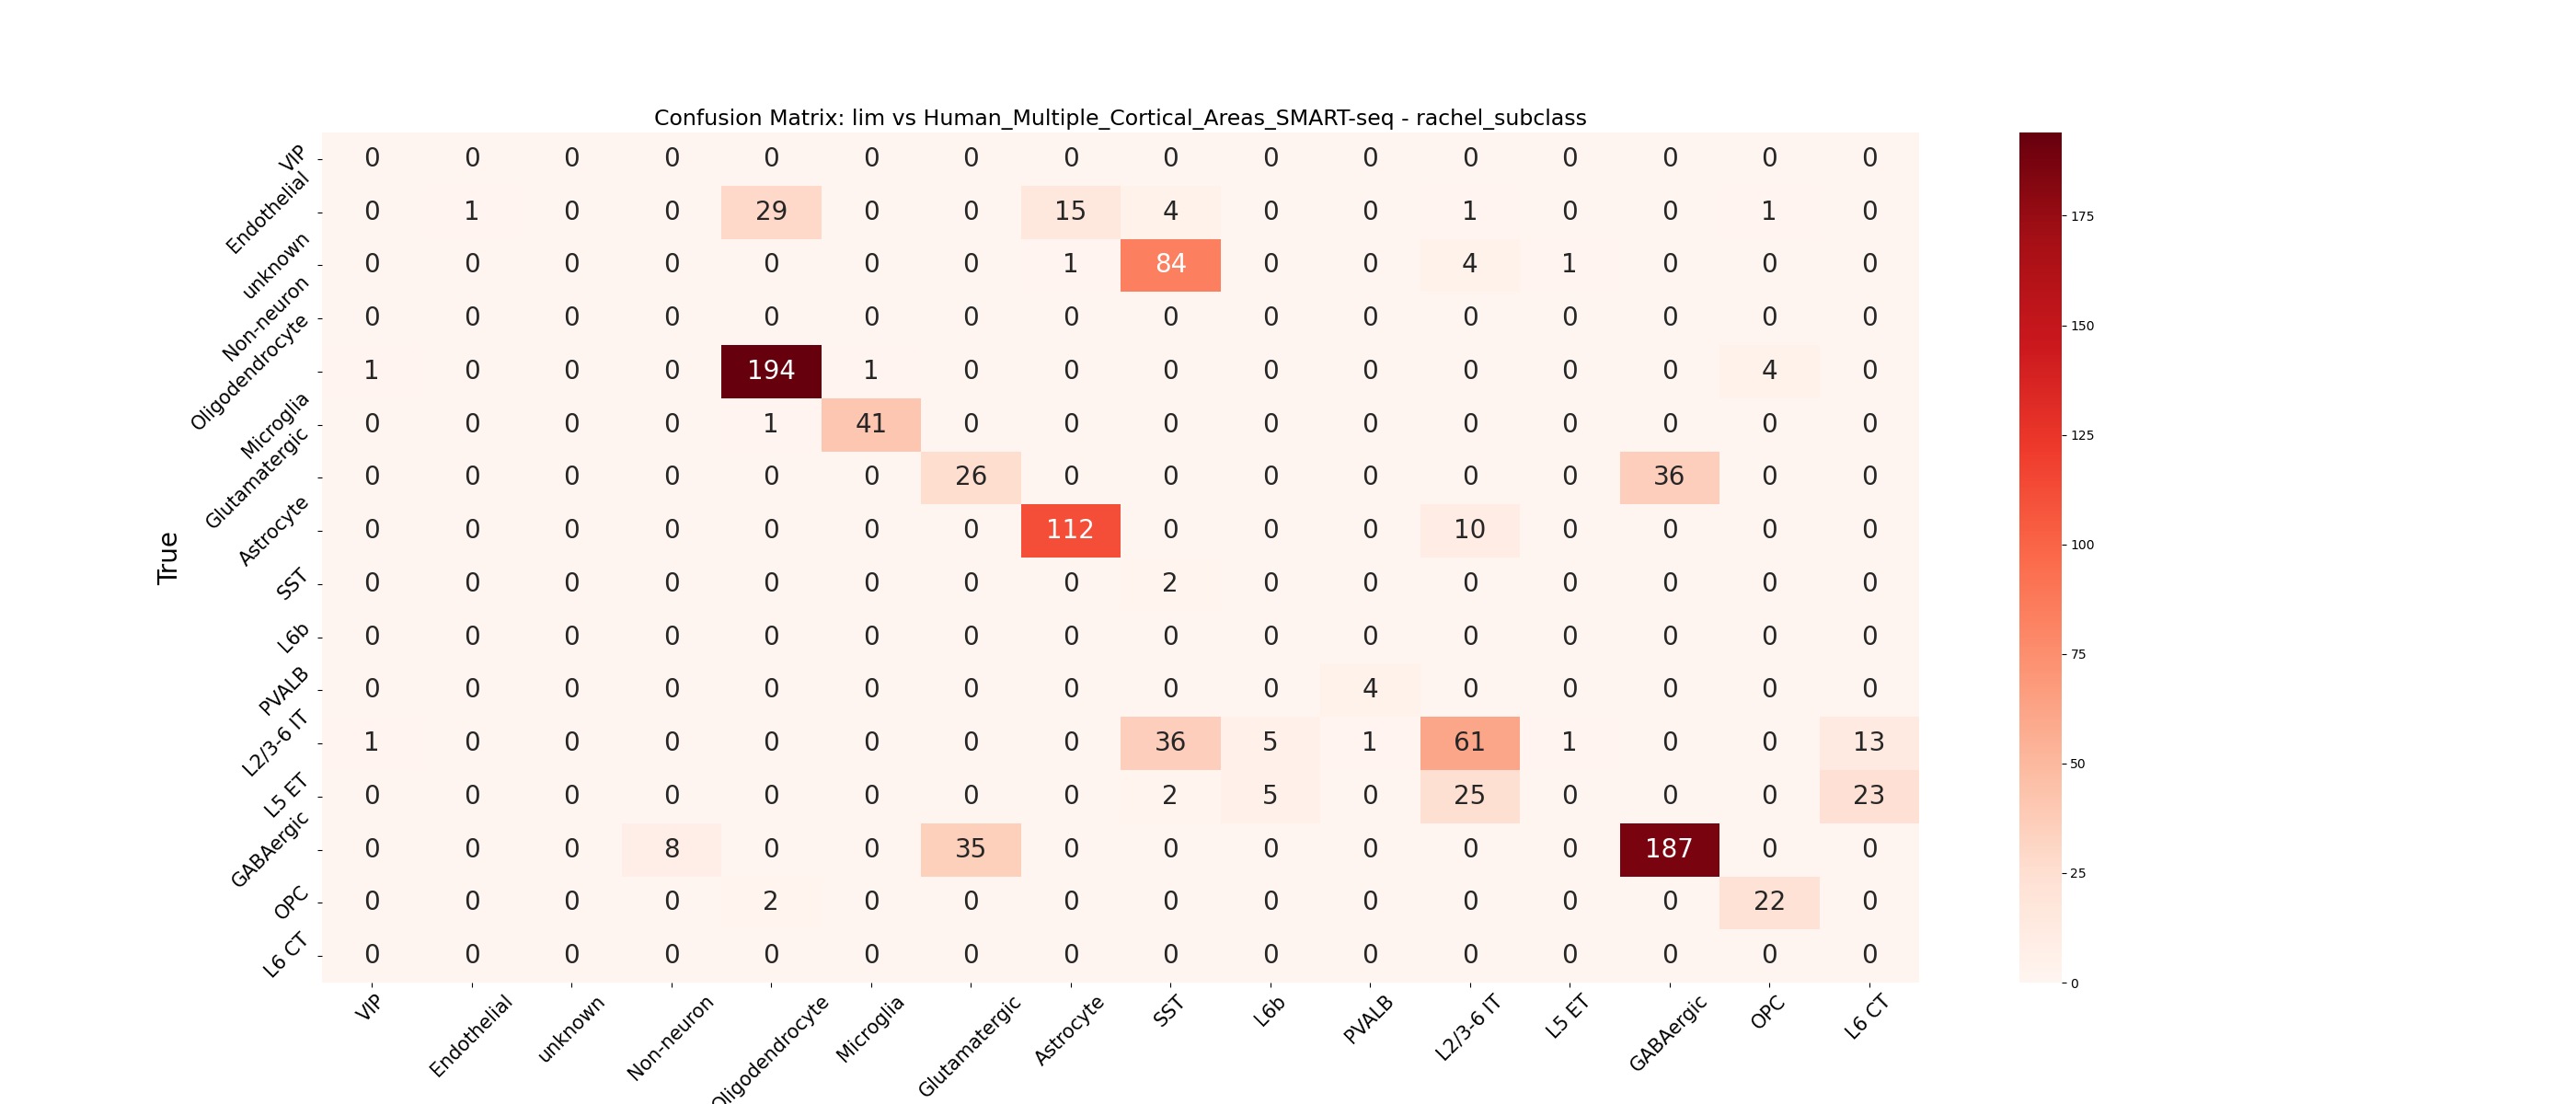 Confusion Matrix: lim vs Human_Multiple_Cortical_Areas_SMART-seq - rachel_subclass
True
VIP 0 0 0 0 0 0 0 0 0 0 0 0 0 0 0 0
Endothelial 0 1 0 0 29 0 0 15 4 0 0 1 0 0 1 0
unknown 0 0 0 0 0 0 0 1 84 0 0 4 1 0 0 0
Non-neuron 0 0 0 0 0 0 0 0 0 0 0 0 0 0 0 0
Oligodendrocyte 1 0 0 0 194 1 0 0 0 0 0 0 0 0 4 0
Microglia 0 0 0 0 1 41 0 0 0 0 0 0 0 0 0 0
Glutamatergic 0 0 0 0 0 0 26 0 0 0 0 0 0 36 0 0
Astrocyte 0 0 0 0 0 0 0 112 0 0 0 10 0 0 0 0
SST 0 0 0 0 0 0 0 0 2 0 0 0 0 0 0 0
L6b 0 0 0 0 0 0 0 0 0 0 0 0 0 0 0 0
PVALB 0 0 0 0 0 0 0 0 0 0 4 0 0 0 0 0
L2/3-6 IT 1 0 0 0 0 0 0 0 36 5 1 61 1 0 0 13
L5 ET 0 0 0 0 0 0 0 0 2 5 0 25 0 0 0 23
GABAergic 0 0 0 8 0 0 35 0 0 0 0 0 0 187 0 0
OPC 0 0 0 0 2 0 0 0 0 0 0 0 0 0 22 0
L6 CT 0 0 0 0 0 0 0 0 0 0 0 0 0 0 0 0
VIP Endothelial unknown Non-neuron Oligodendrocyte Microglia Glutamatergic Astrocyte SST L6b PVALB L2/3-6 IT L5 ET GABAergic OPC L6 CT
175
150
125
100
75
50
25
0